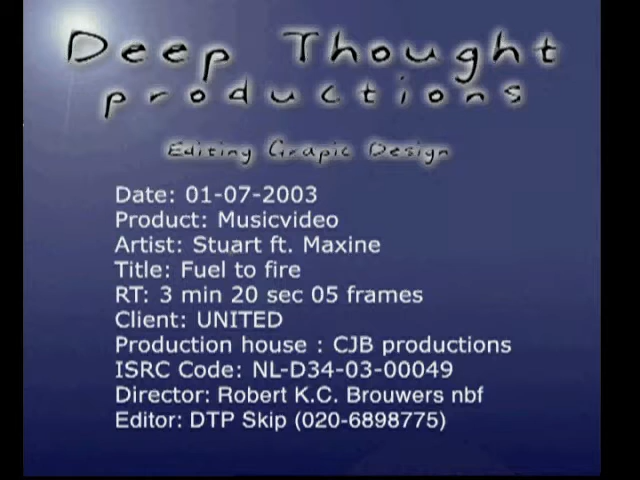 Deep Thought
productions
Editing Grapic Design
Date: 01-07-2003
Product: Musicvideo
Artist: Stuart ft. Maxine
Title: Fuel to fire
RT: 3 min 20 sec 05 frames
Client: UNITED
Production house : CJB productions
ISRC Code: NL-D34-03-00049
Director: Robert K.C. Brouwers nbf
Editor: DTP Skip (020-6898775)